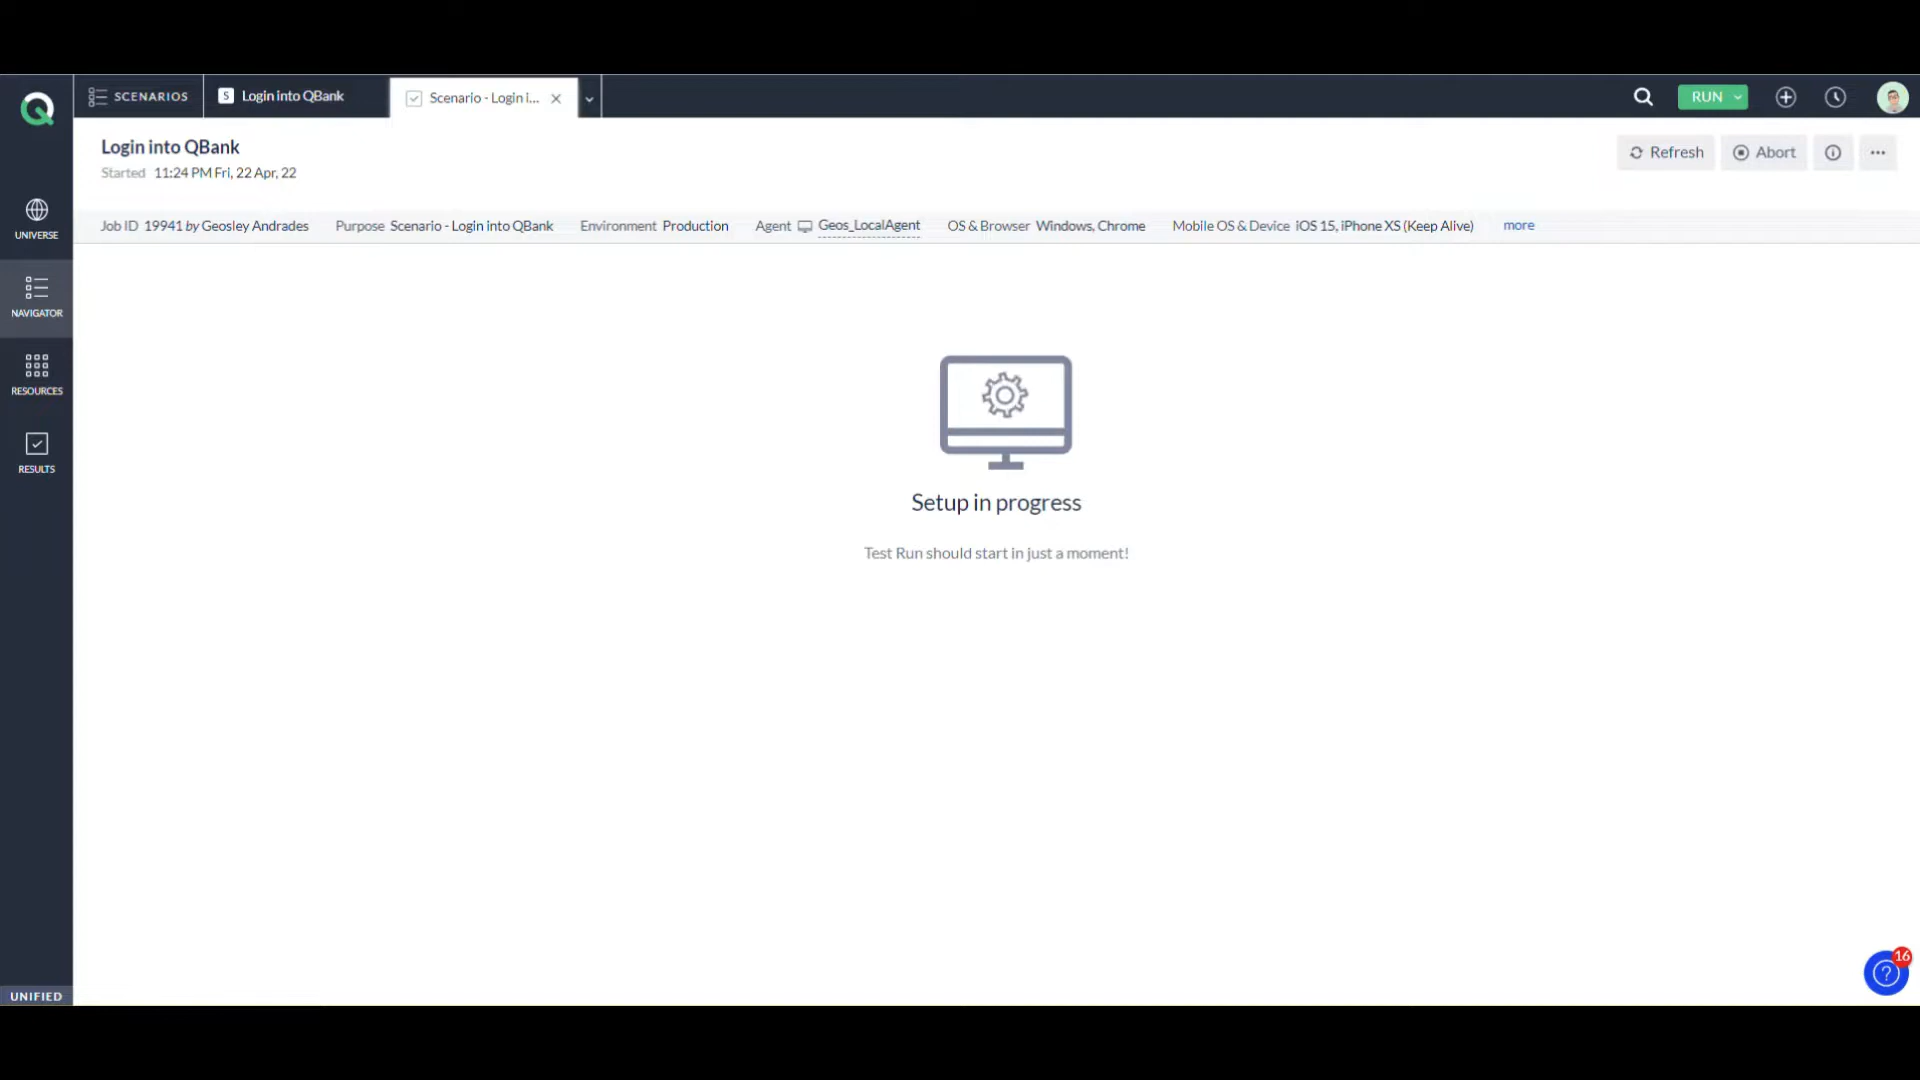 SCENARIOS
S Login into QBank
Scenario - Login i...
RUN
Login into QBank
Started 11:24 PM Fri, 22 Apr, 22
Refresh
Abort
Job ID 19941 by Geosley Andrades Purpose Scenario - Login into QBank Environment Production Agent Geos_LocalAgent OS & Browser Windows, Chrome Mobile OS & Device iOS 15, iPhone XS (Keep Alive) more
UNIVERSE
NAVIGATOR
RESOURCES
RESULTS
Setup in progress
Test Run should start in just a moment!
16
?
UNIFIED